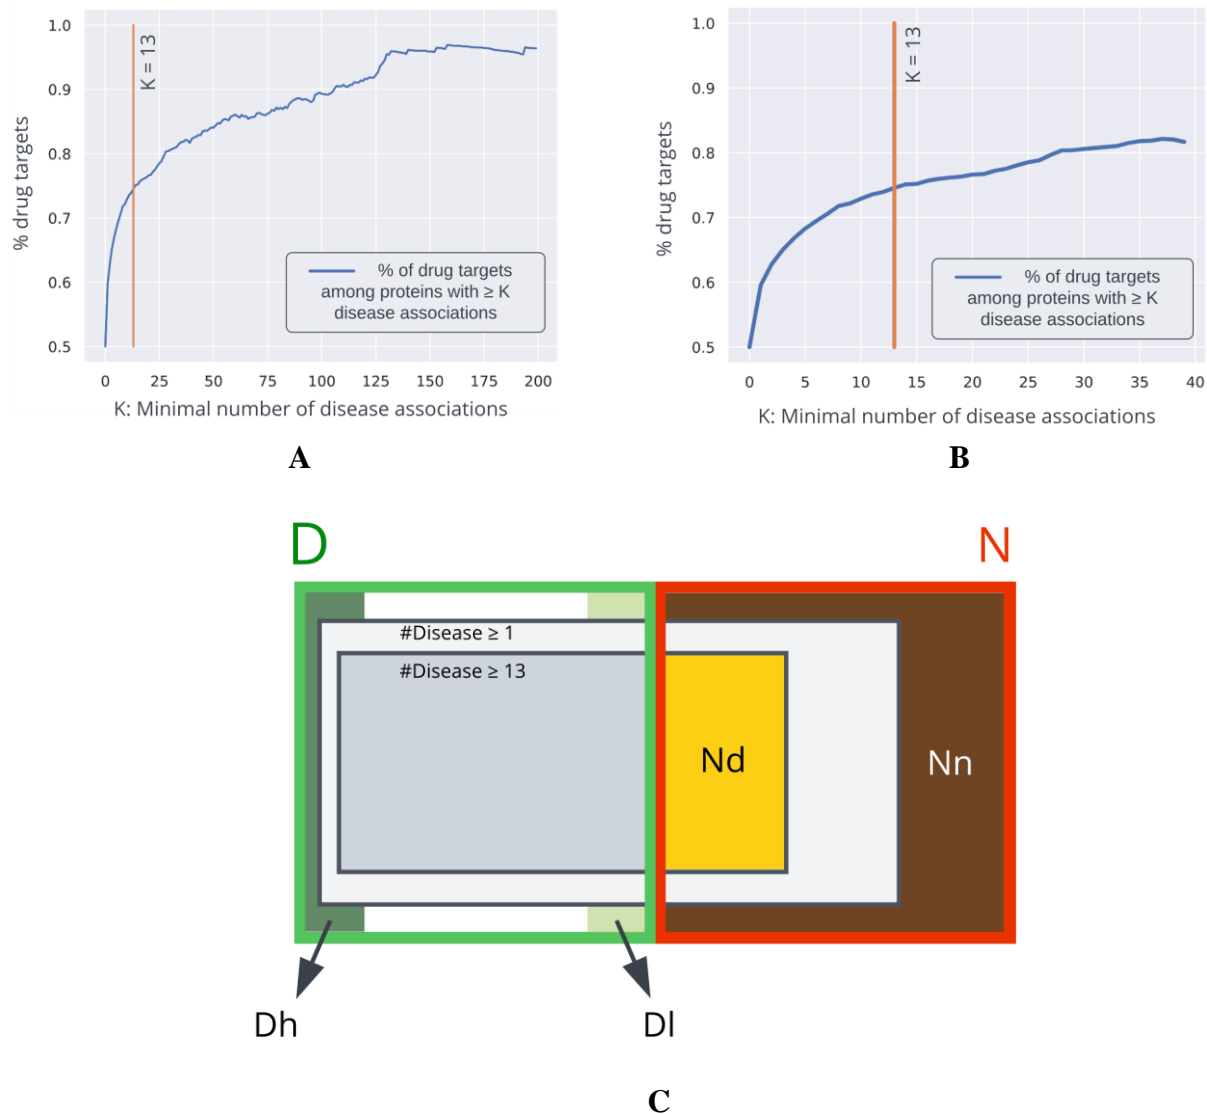 1.0
0.9
0.8
0.7
0.6
0.5
% drug targets
K = 13
% of drug targets
among proteins with ≥ K
disease associations
0 25 50 75 100 125 150 175 200
K: Minimal number of disease associations
A
1.0
0.9
0.8
0.7
0.6
0.5
% drug targets
K = 13
% of drug targets
among proteins with ≥ K
disease associations
0 5 10 15 20 25 30 35 40
K: Minimal number of disease associations
B
D N
#Disease ≥ 1
#Disease ≥ 13
Nd Nn
Dh Dl
C